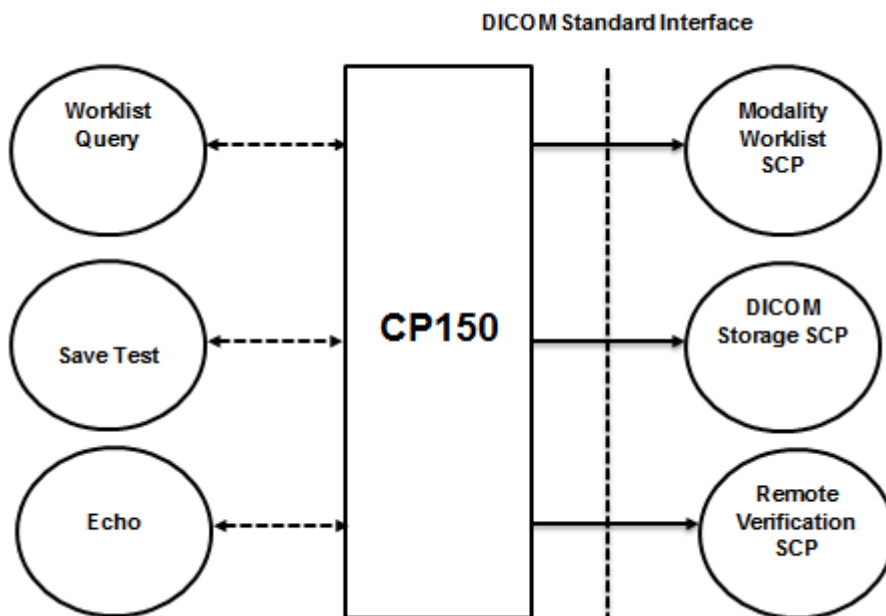 DICOM Standard Interface
Worklist
Query
Modality
Worklist
SCP
CP150
Save Test
DICOM
Storage SCP
Echo
Remote
Verification
SCP